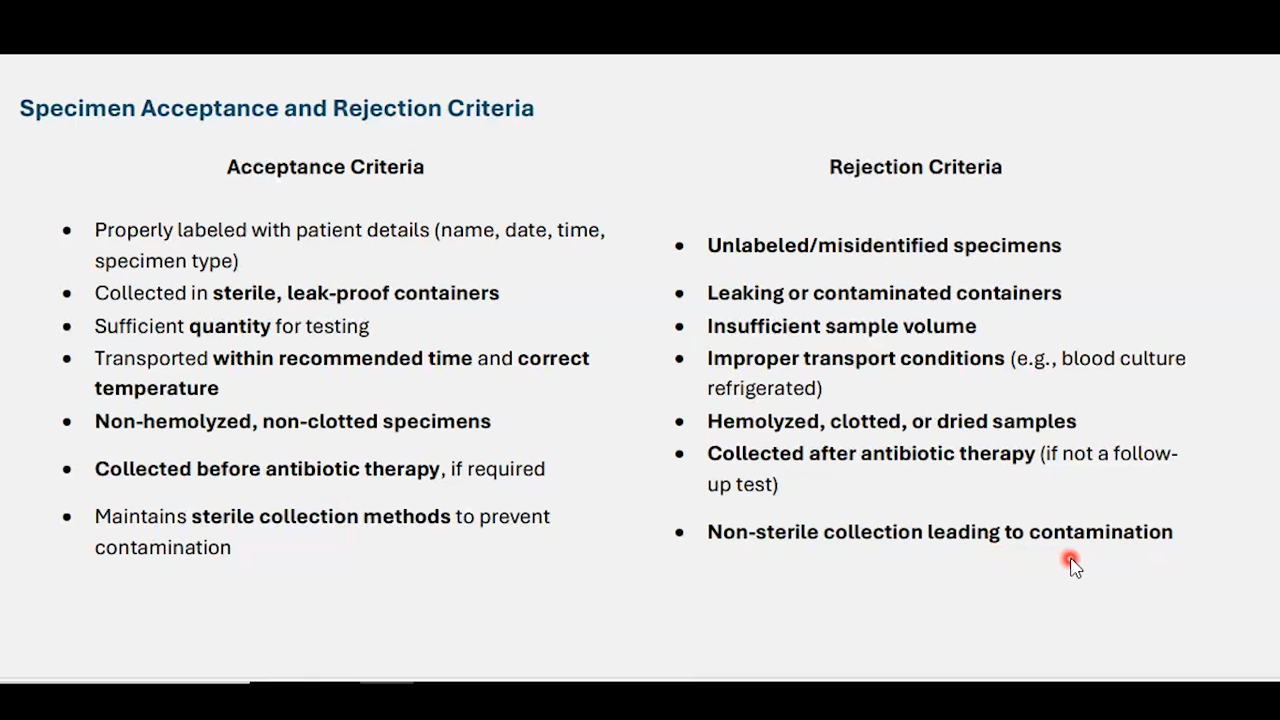 Specimen Acceptance and Rejection Criteria
Acceptance Criteria
• Properly labeled with patient details (name, date, time,
specimen type)
• Collected in sterile, leak-proof containers
• Sufficient quantity for testing
• Transported within recommended time and correct
temperature
• Non-hemolyzed, non-clotted specimens
• Collected before antibiotic therapy, if required
• Maintains sterile collection methods to prevent
contamination
Rejection Criteria
• Unlabeled/misidentified specimens
• Leaking or contaminated containers
• Insufficient sample volume
• Improper transport conditions (e.g., blood culture
refrigerated)
• Hemolyzed, clotted, or dried samples
• Collected after antibiotic therapy (if not a follow-
up test)
• Non-sterile collection leading to contamination